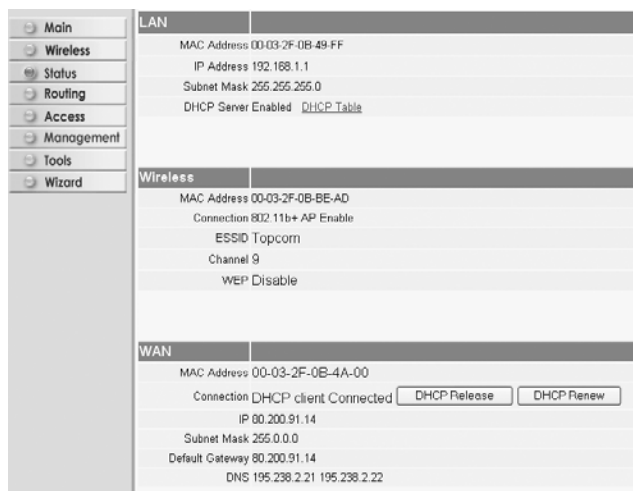 Main
Wireless
Status
Routing
Access
Management
Tools
Wizard
LAN
MAC Address 00-03-2F-0B-49-FF
IP Address 192.168.1.1
Subnet Mask 255.255.255.0
DHCP Server Enabled DHCP Table
Wireless
MAC Address 00-03-2F-0B-BE-AD
Connection 802.11b+ AP Enable
ESSID Topcom
Channel 9
WEP Disable
WAN
MAC Address 00-03-2F-0B-4A-00
Connection DHCP client Connected DHCP Release DHCP Renew
IP 80.200.91.14
Subnet Mask 255.0.0.0
Default Gateway 80.200.91.14
DNS 195.238.2.21 195.238.2.22